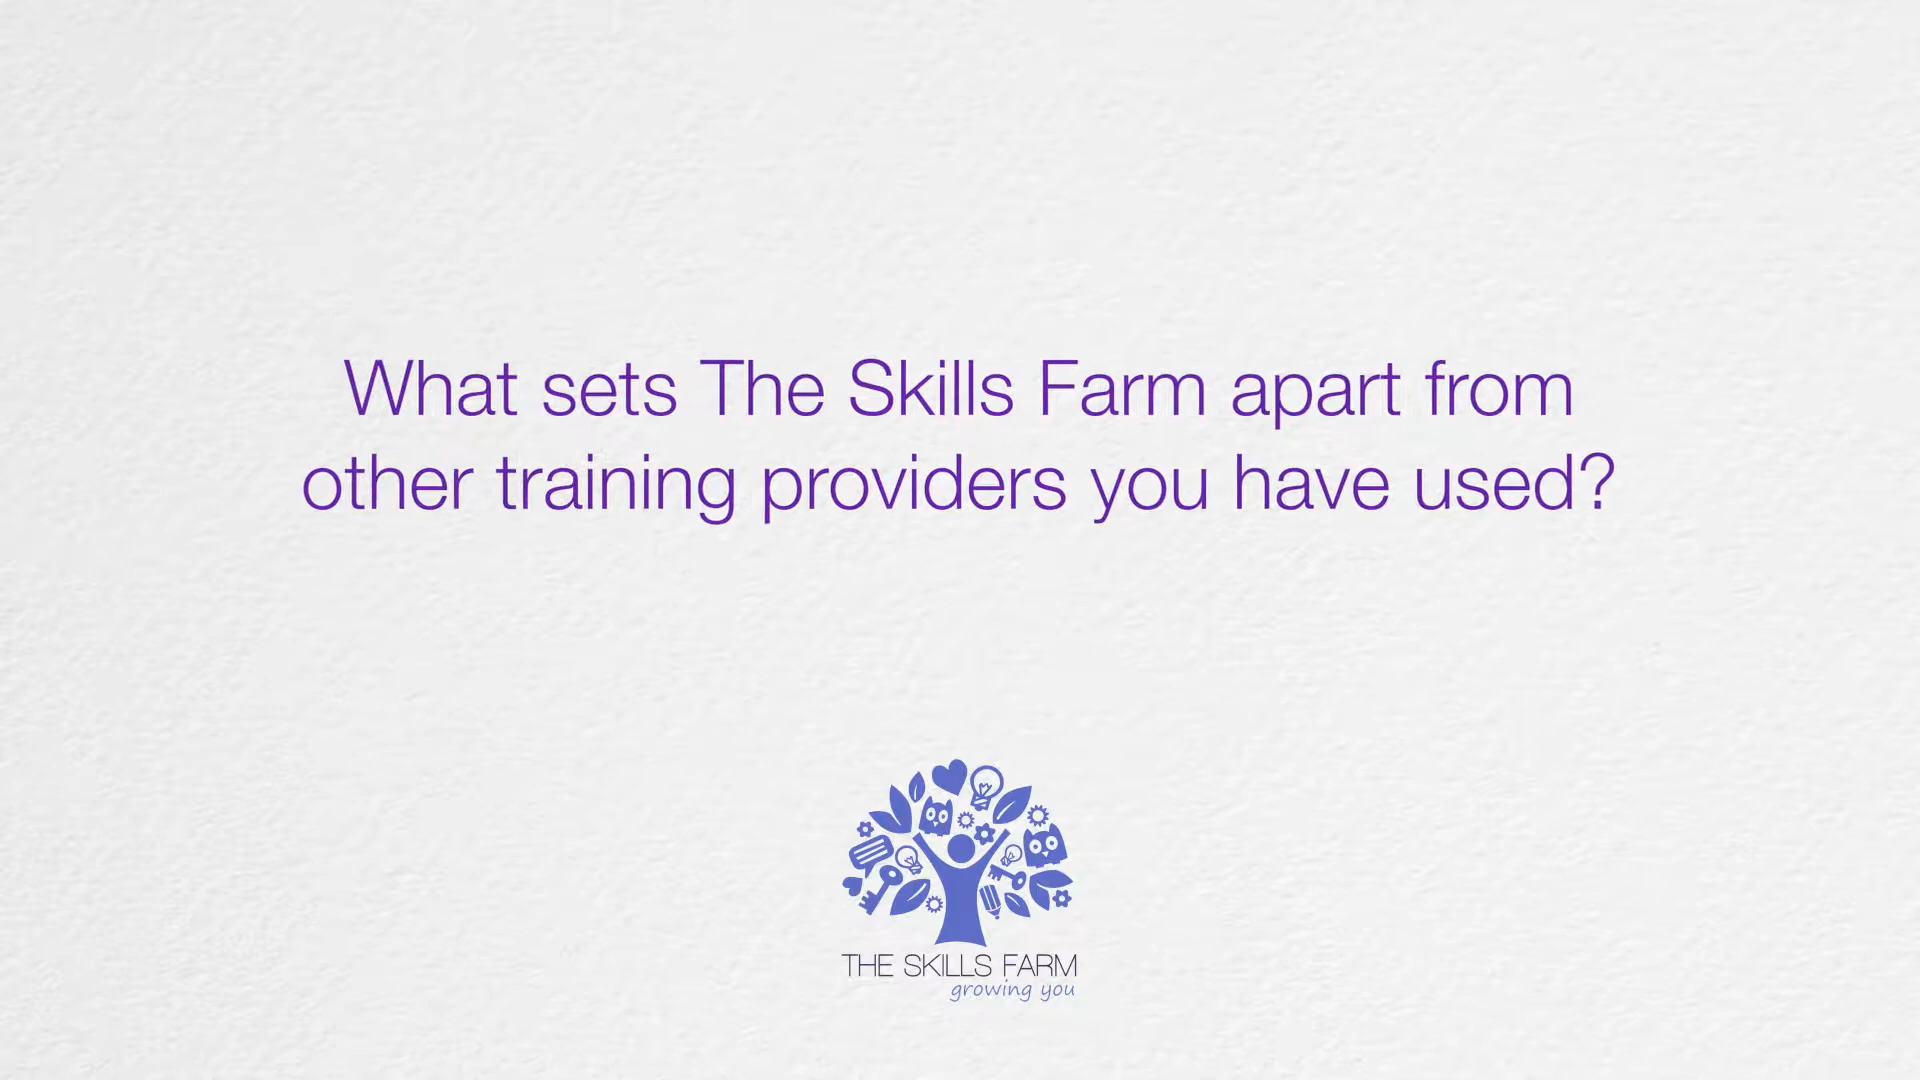 What sets The Skills Farm apart from
other training providers you have used?
THE SKILLS FARM
growing you